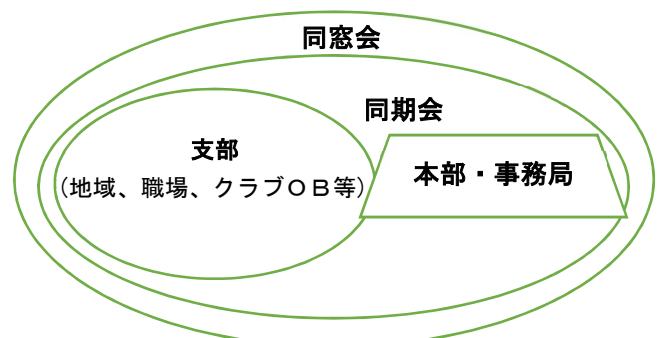 同窓会
同期会
支部
（地域、職場、クラブＯＢ等）
本部・事務局